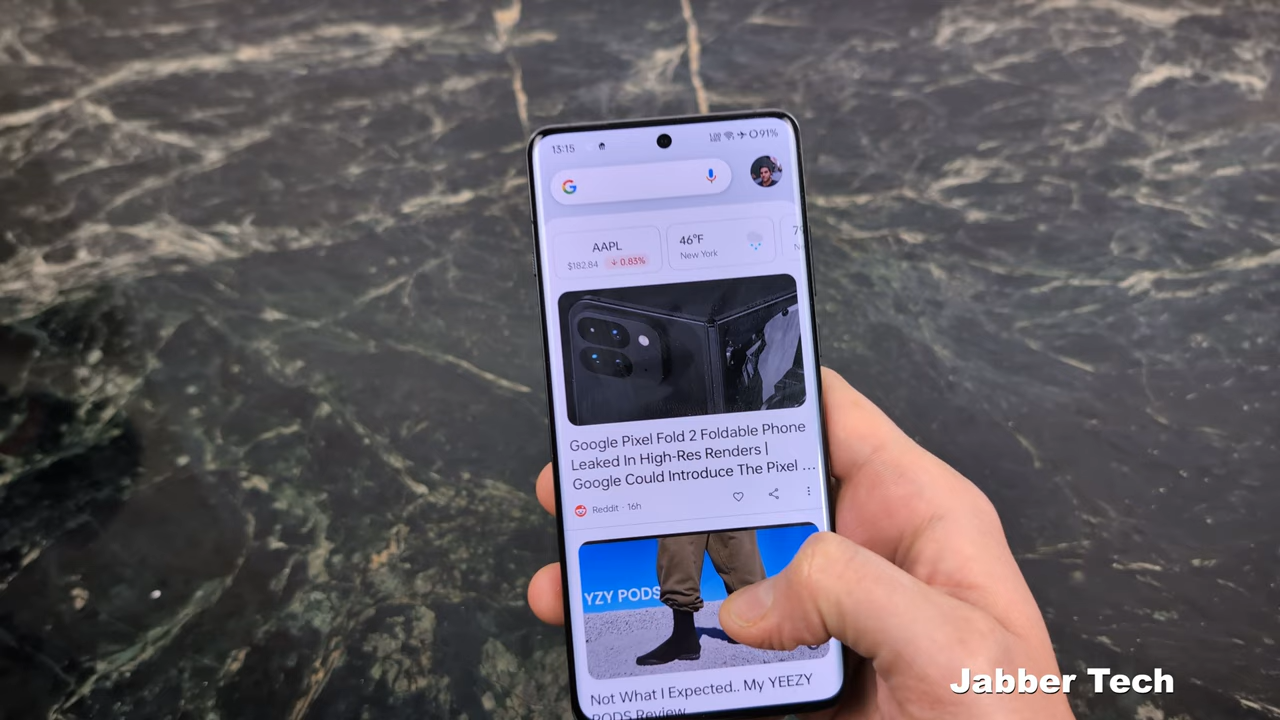 13:15
91%
AAPL
$182.84 ↓ 0.83%
46°F
New York
Google Pixel Fold 2 Foldable Phone
Leaked In High-Res Renders |
Google Could Introduce The Pixel ...
Reddit · 16h
YZY PODS
Not What I Expected.. My YEEZY
PODS Review
Jabber Tech